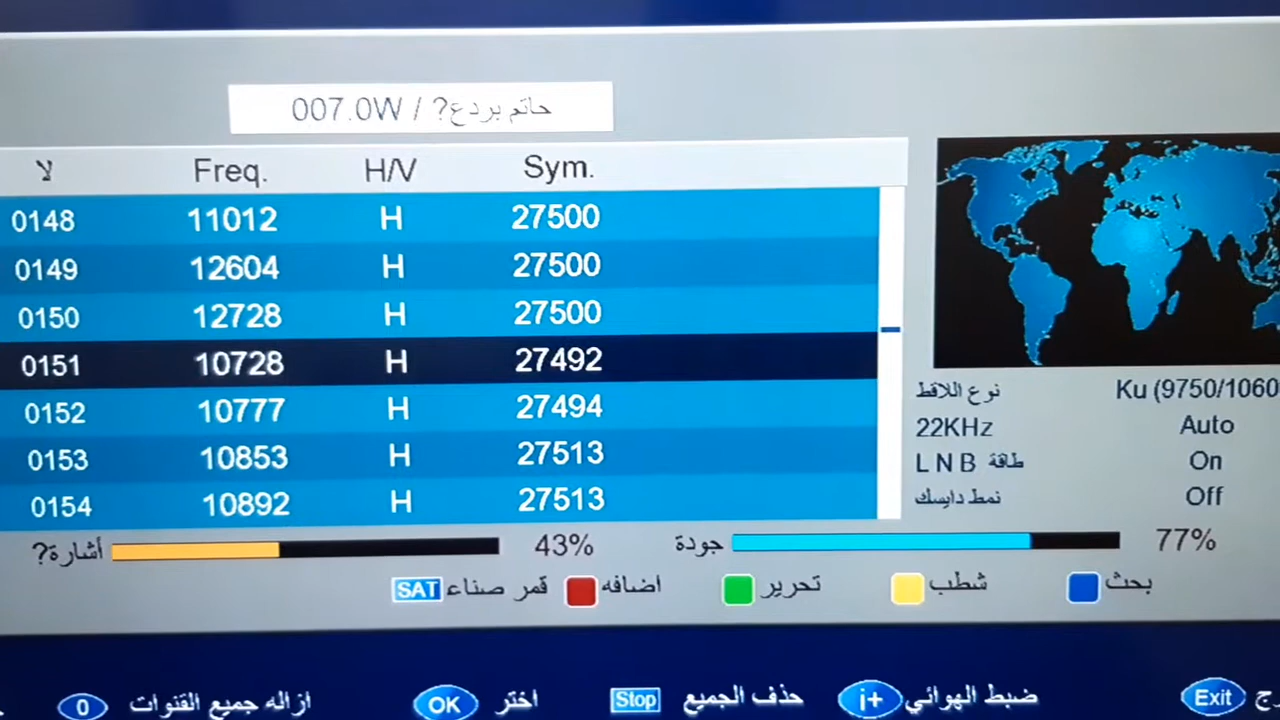 007.0W / حاتم بردع?
لا Freq. H/V Sym.
0148 11012 H 27500
0149 12604 H 27500
0150 12728 H 27500
0151 10728 H 27492
0152 10777 H 27494
0153 10853 H 27513
0154 10892 H 27513
نوع اللاقط Ku (9750/1060
22KHz Auto
طاقة LNB On
نمط دايسك Off
أشارة? 43% جودة 77%
SAT قمر صناء اضافه تحرير شطب بحث
0 ازاله جميع القنوات OK اختر Stop حذف الجميع i+ ضبط الهوائي Exit